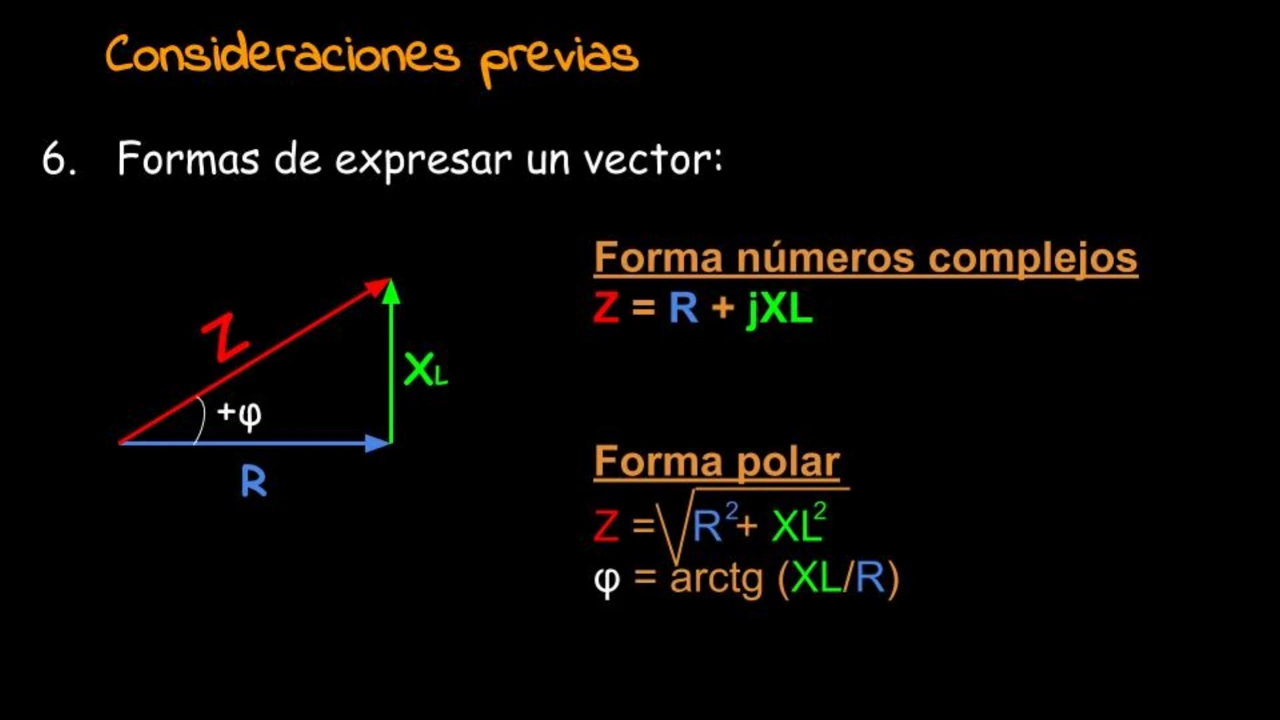 Consideraciones previas
6. Formas de expresar un vector:
Forma números complejos
Z = R + jXL
Z
XL
+φ
R
Forma polar
Z = √R² + XL²
φ = arctg (XL/R)